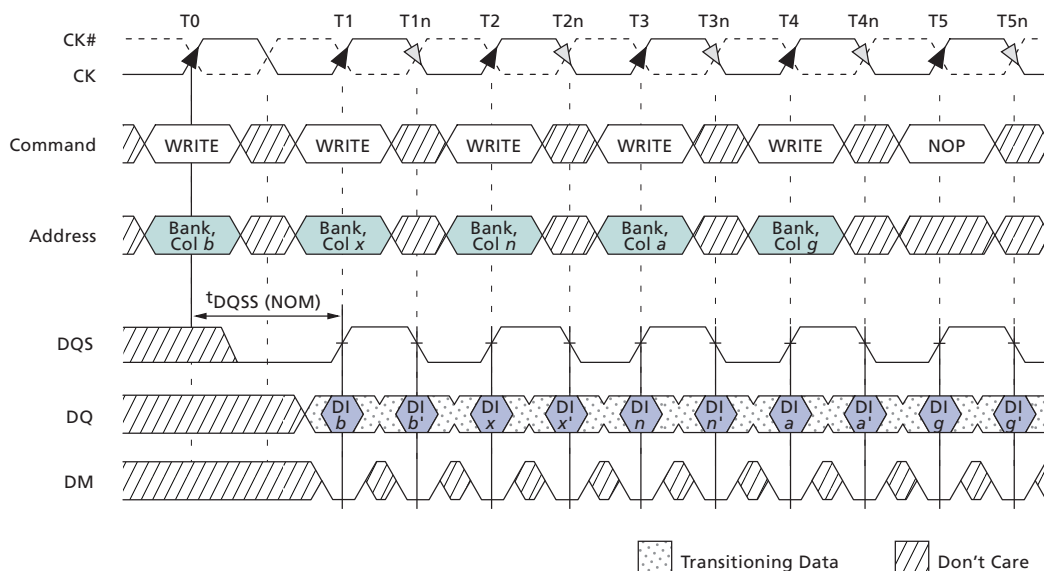 T0 T1 T1n T2 T2n T3 T3n T4 T4n T5 T5n
CK#
CK
Command WRITE WRITE WRITE WRITE WRITE NOP
Address Bank, Bank, Bank, Bank, Bank,
Col b Col x Col n Col a Col g
tDQSS (NOM)
DQS
DQ DI DI DI DI DI DI DI DI DI DI
b b' x x' n n' a a' g g'
DM
Transitioning Data Don't Care